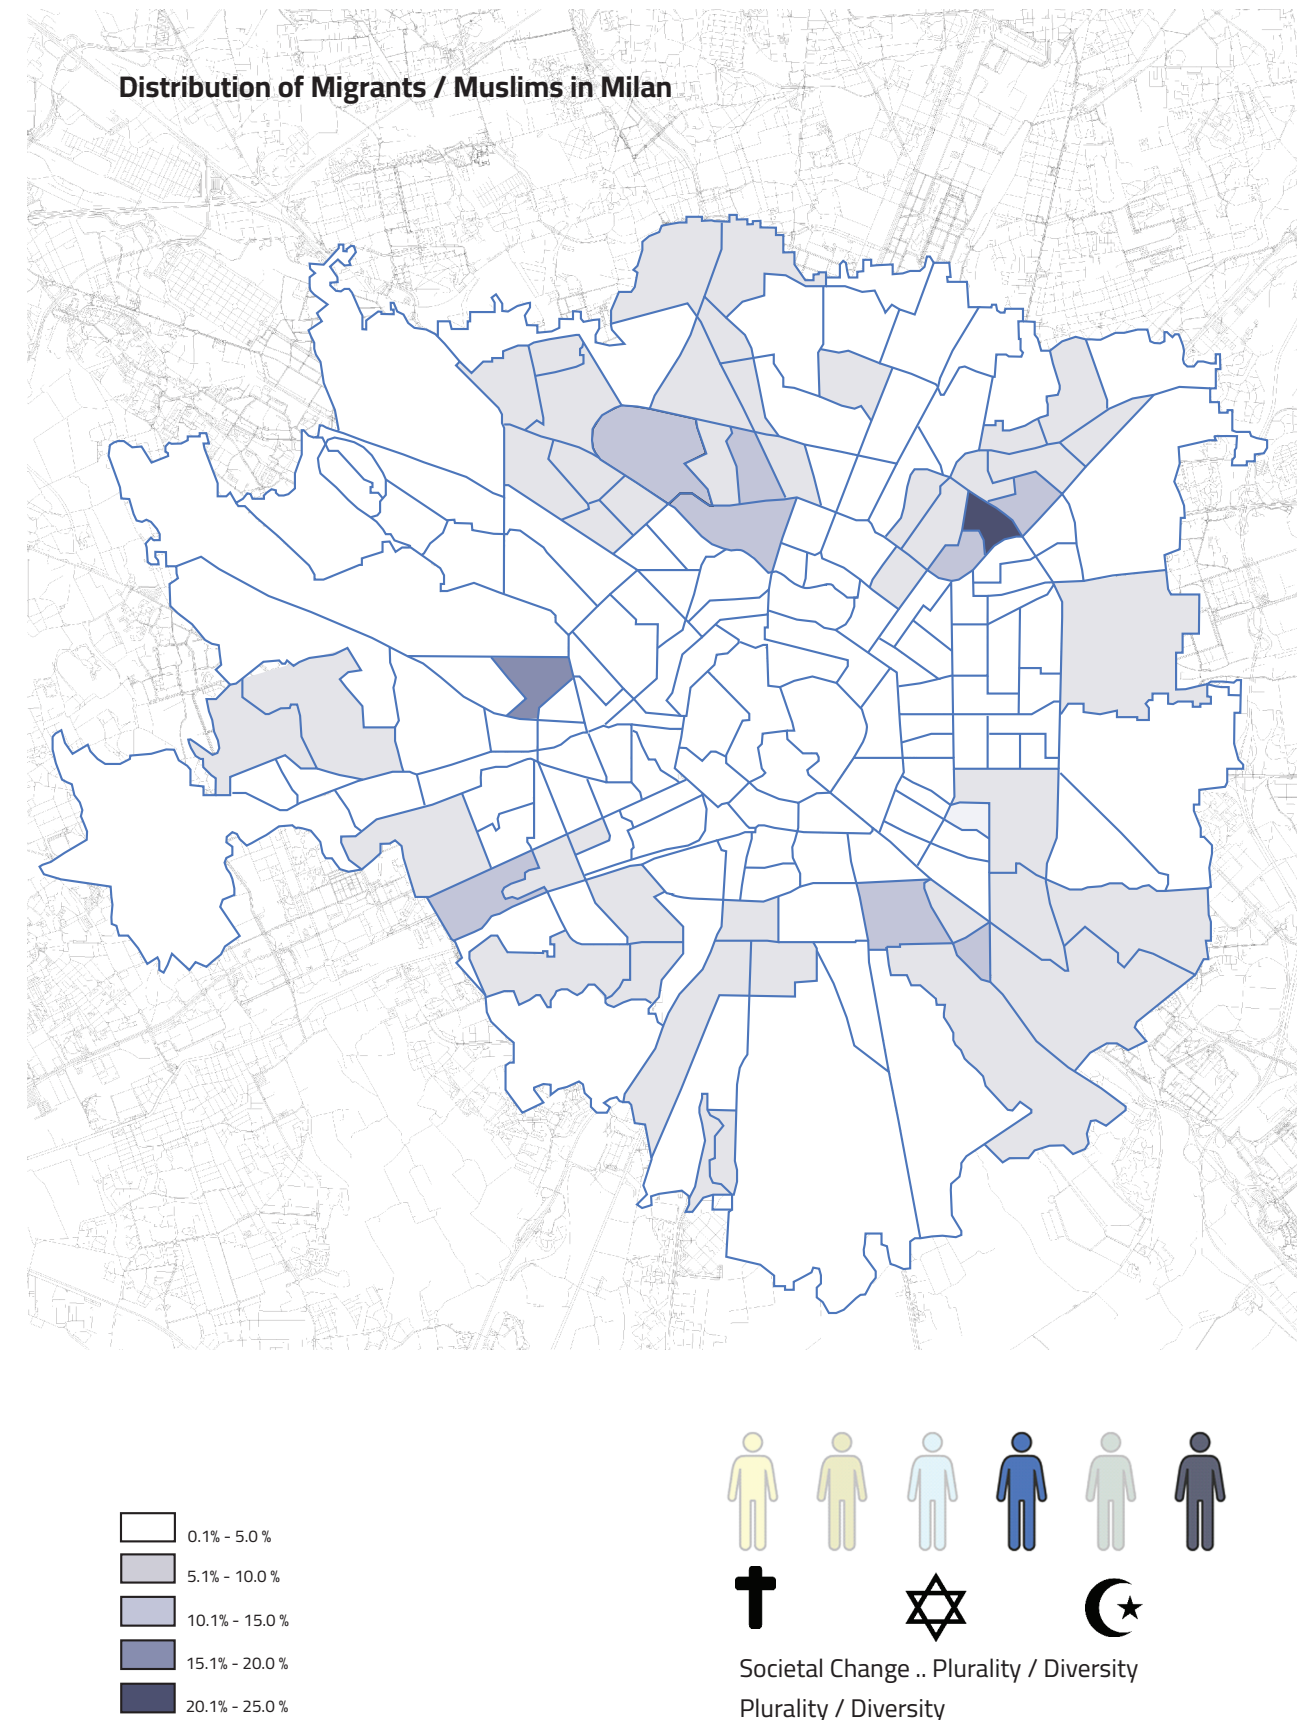 Distribution of Migrants / Muslims in Milan
0.1% - 5.0 %
5.1% - 10.0 %
10.1% - 15.0 %
15.1% - 20.0 %
20.1% - 25.0 %
Societal Change .. Plurality / Diversity
Plurality / Diversity